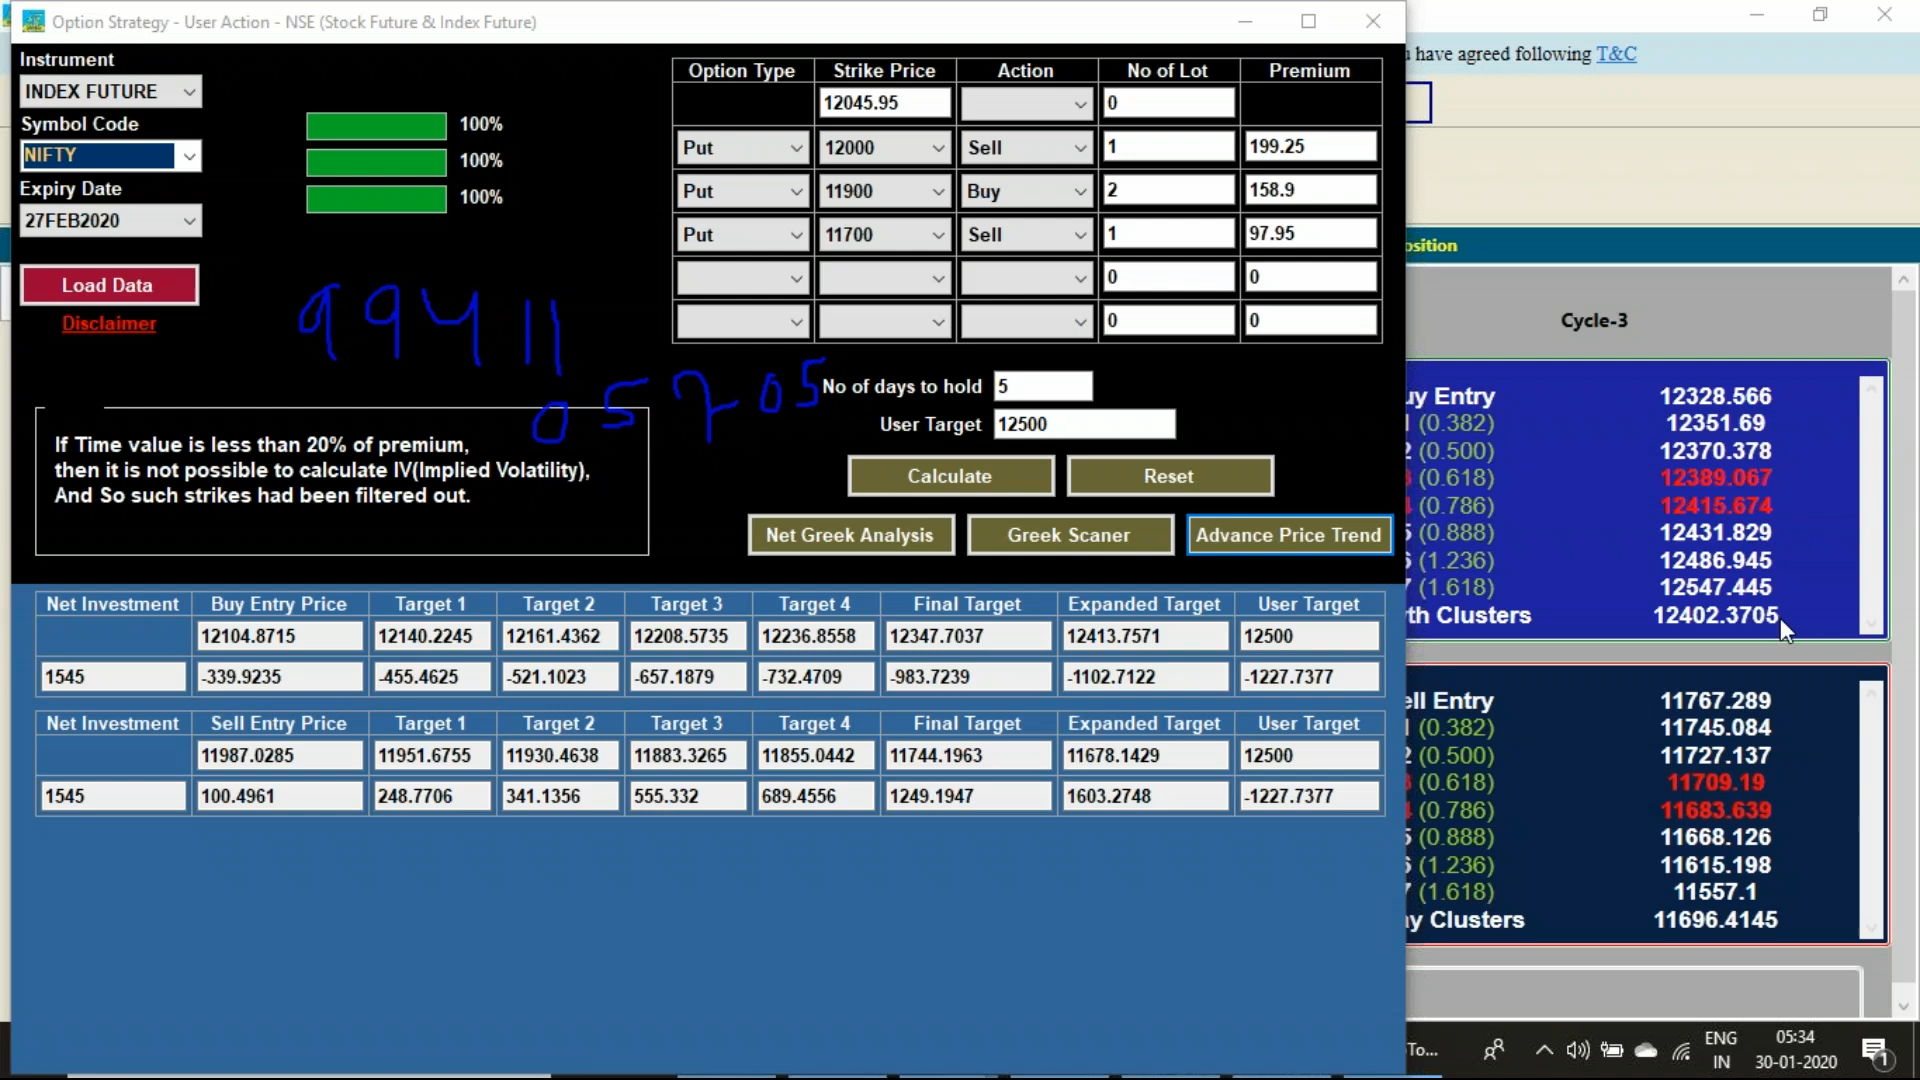 Option Strategy - User Action - NSE (Stock Future & Index Future)
have agreed following T&C
Instrument
INDEX FUTURE
Symbol Code
NIFTY
Expiry Date
27FEB2020
Load Data
Disclaimer
100%
100%
100%
99411
05705
Option Type Strike Price Action No of Lot Premium
12045.95 0
Put 12000 Sell 1 199.25
Put 11900 Buy 2 158.9
Put 11700 Sell 1 97.95
0 0
0 0
No of days to hold 5
User Target 12500
Calculate Reset
Net Greek Analysis Greek Scaner Advance Price Trend
If Time value is less than 20% of premium,
then it is not possible to calculate IV(Implied Volatility),
And So such strikes had been filtered out.
Net Investment Buy Entry Price Target 1 Target 2 Target 3 Target 4 Final Target Expanded Target User Target
12104.8715 12140.2245 12161.4362 12208.5735 12236.8558 12347.7037 12413.7571 12500
1545 -339.9235 -455.4625 -521.1023 -657.1879 -732.4709 -983.7239 -1102.7122 -1227.7377
Net Investment Sell Entry Price Target 1 Target 2 Target 3 Target 4 Final Target Expanded Target User Target
11987.0285 11951.6755 11930.4638 11883.3265 11855.0442 11744.1963 11678.1429 12500
1545 100.4961 248.7706 341.1356 555.332 689.4556 1249.1947 1603.2748 -1227.7377
osition
Cycle-3
uy Entry 12328.566
(0.382) 12351.69
2 (0.500) 12370.378
(0.618) 12389.067
(0.786) 12415.674
5 (0.888) 12431.829
6 (1.236) 12486.945
7 (1.618) 12547.445
th Clusters 12402.3705
ell Entry 11767.289
(0.382) 11745.084
2 (0.500) 11727.137
(0.618) 11709.19
(0.786) 11683.639
5 (0.888) 11668.126
6 (1.236) 11615.198
7 (1.618) 11557.1
ay Clusters 11696.4145
To...
ENG
IN
05:34
30-01-2020
1